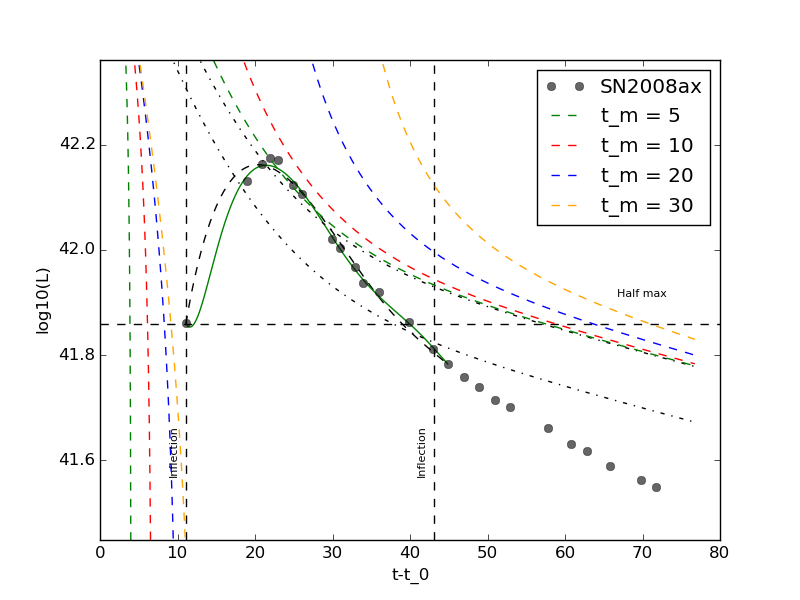 SN2008ax
t_m = 5
t_m = 10
t_m = 20
t_m = 30
42.2
42.0
41.8
41.6
log10(L)
Half max
Inflection
Inflection
0 10 20 30 40 50 60 70 80
t-t_0